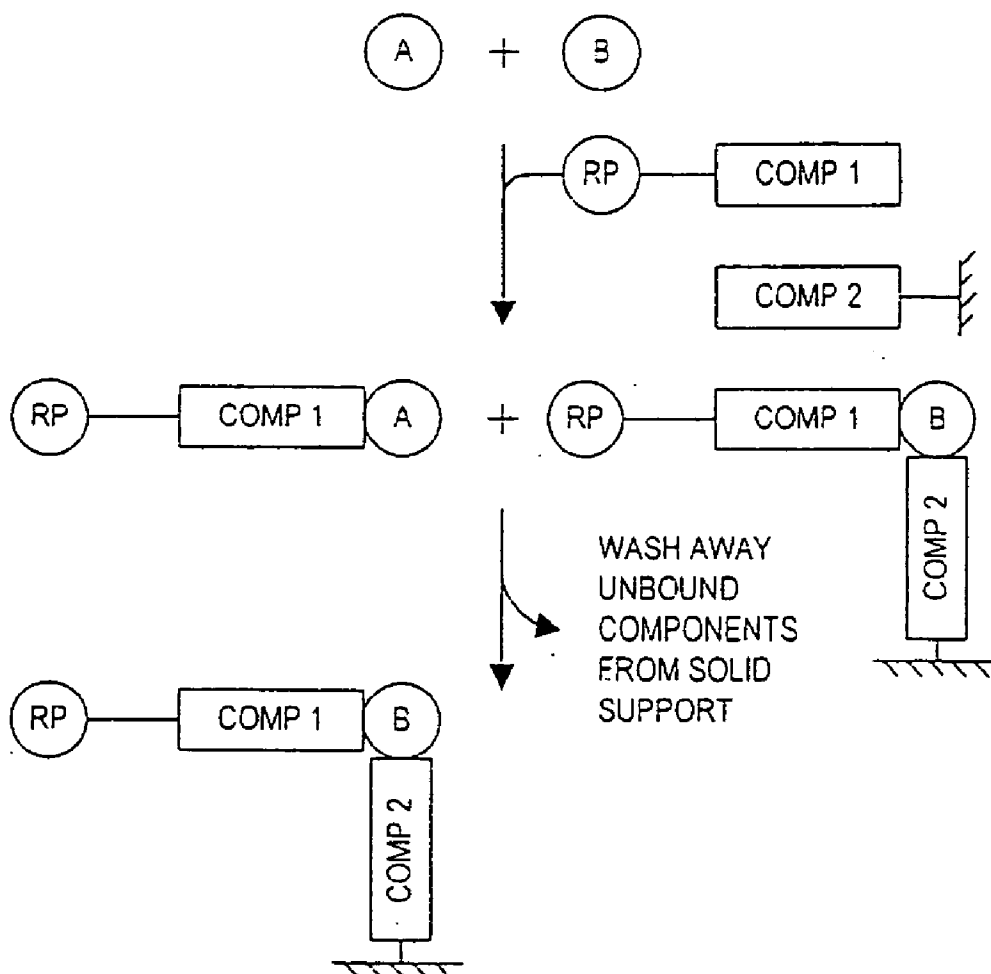 A + B
RP COMP 1
COMP 2
RP COMP 1 A + RP COMP 1 B
COMP 2
WASH AWAY
UNBOUND
COMPONENTS
FROM SOLID
SUPPORT
RP COMP 1 B
COMP 2